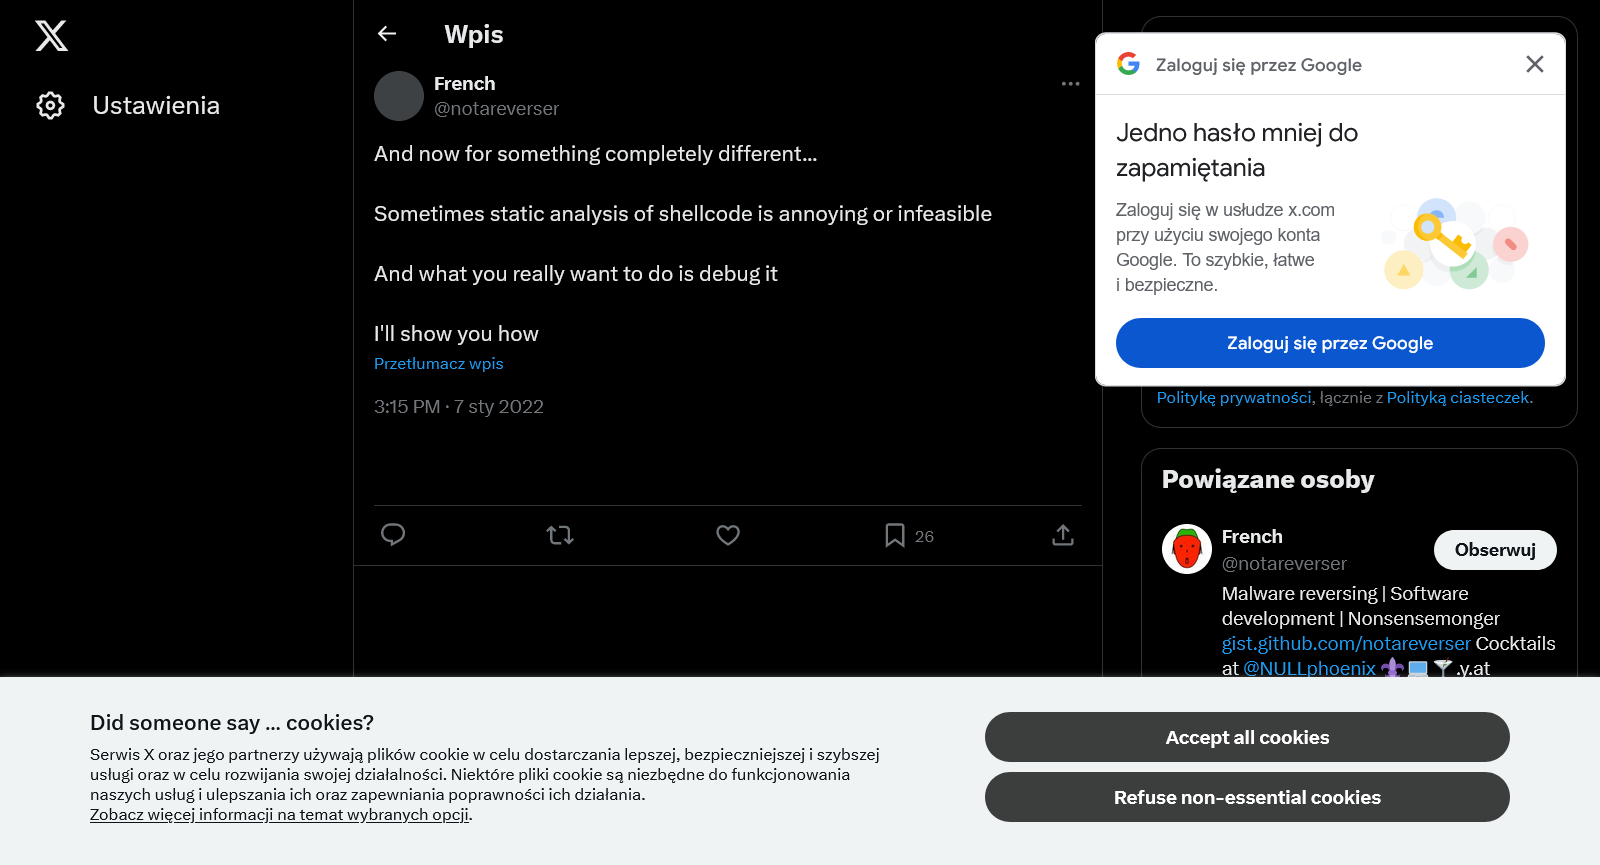 Ustawienia
Wpis
French
@notareverser
And now for something completely different...
Sometimes static analysis of shellcode is annoying or infeasible
And what you really want to do is debug it
I'll show you how
Przetłumacz wpis
3:15 PM · 7 sty 2022
26
Zaloguj się przez Google
Jedno hasło mniej do
zapamiętania
Zaloguj się w usłudze x.com
przy użyciu swojego konta
Google. To szybkie, łatwe
i bezpieczne.
Zaloguj się przez Google
Politykę prywatności, łącznie z Polityką ciasteczek.
Powiązane osoby
French
@notareverser
Obserwuj
Malware reversing | Software
development | Nonsensemonger
gist.github.com/notareverser Cocktails
at @NULLphoenix ⚜💻🍸.y.at
Did someone say … cookies?
Serwis X oraz jego partnerzy używają plików cookie w celu dostarczania lepszej, bezpieczniejszej i szybszej
usługi oraz w celu rozwijania swojej działalności. Niektóre pliki cookie są niezbędne do funkcjonowania
naszych usług i ulepszania ich oraz zapewniania poprawności ich działania.
Zobacz więcej informacji na temat wybranych opcji.
Accept all cookies
Refuse non-essential cookies